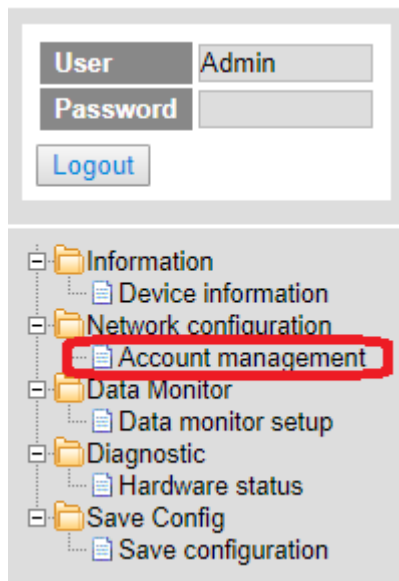 User Admin
Password
Logout
Information
Device information
Network configuration
Account management
Data Monitor
Data monitor setup
Diagnostic
Hardware status
Save Config
Save configuration